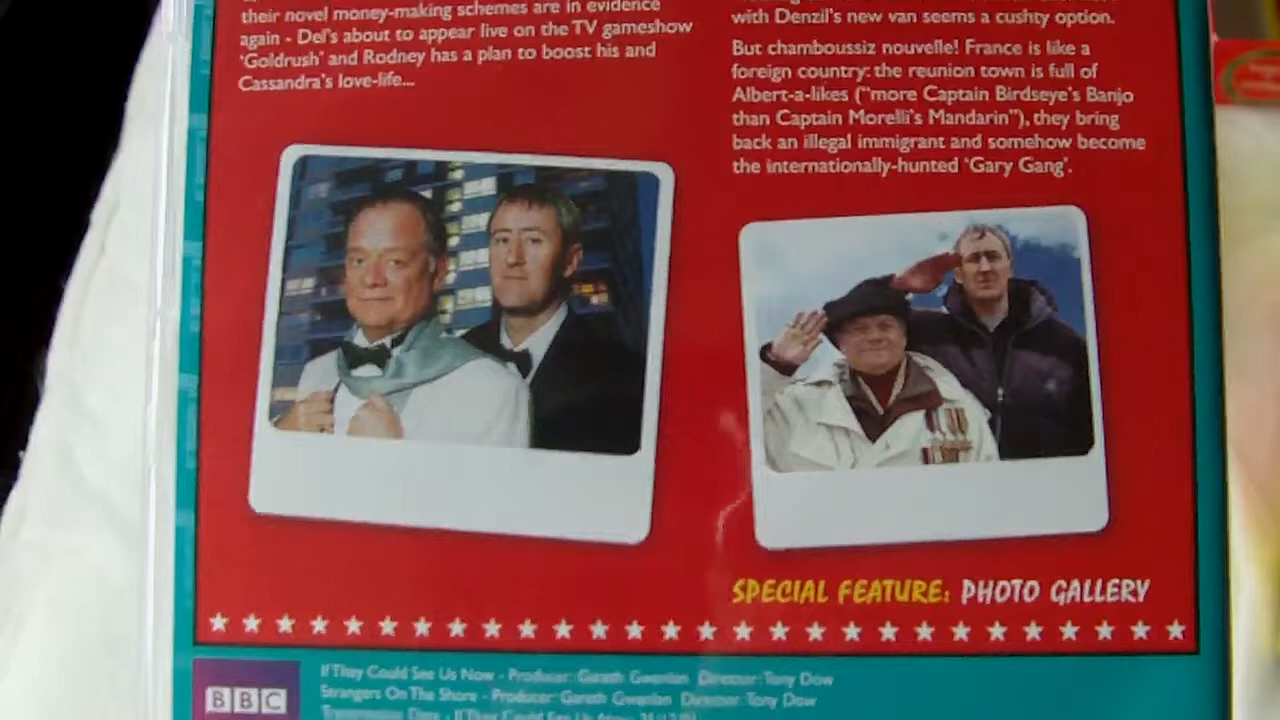 their novel money-making schemes are in evidence
again - Del's about to appear live on the TV gameshow
'Goldrush' and Rodney has a plan to boost his and
Cassandra's love-life...
with Denzil's new van seems a cushty option.
But chamboussiz nouvelle! France is like a
foreign country: the reunion town is full of
Albert-a-likes ("more Captain Birdseye's Banjo
than Captain Morelli's Mandarin"), they bring
back an illegal immigrant and somehow become
the internationally-hunted 'Gary Gang'.
SPECIAL FEATURE: PHOTO GALLERY
BBC
If They Could See Us Now - Producer: Gareth Gwenlan Director: Tony Dow
Strangers On The Shore - Producer: Gareth Gwenlan Director: Tony Dow